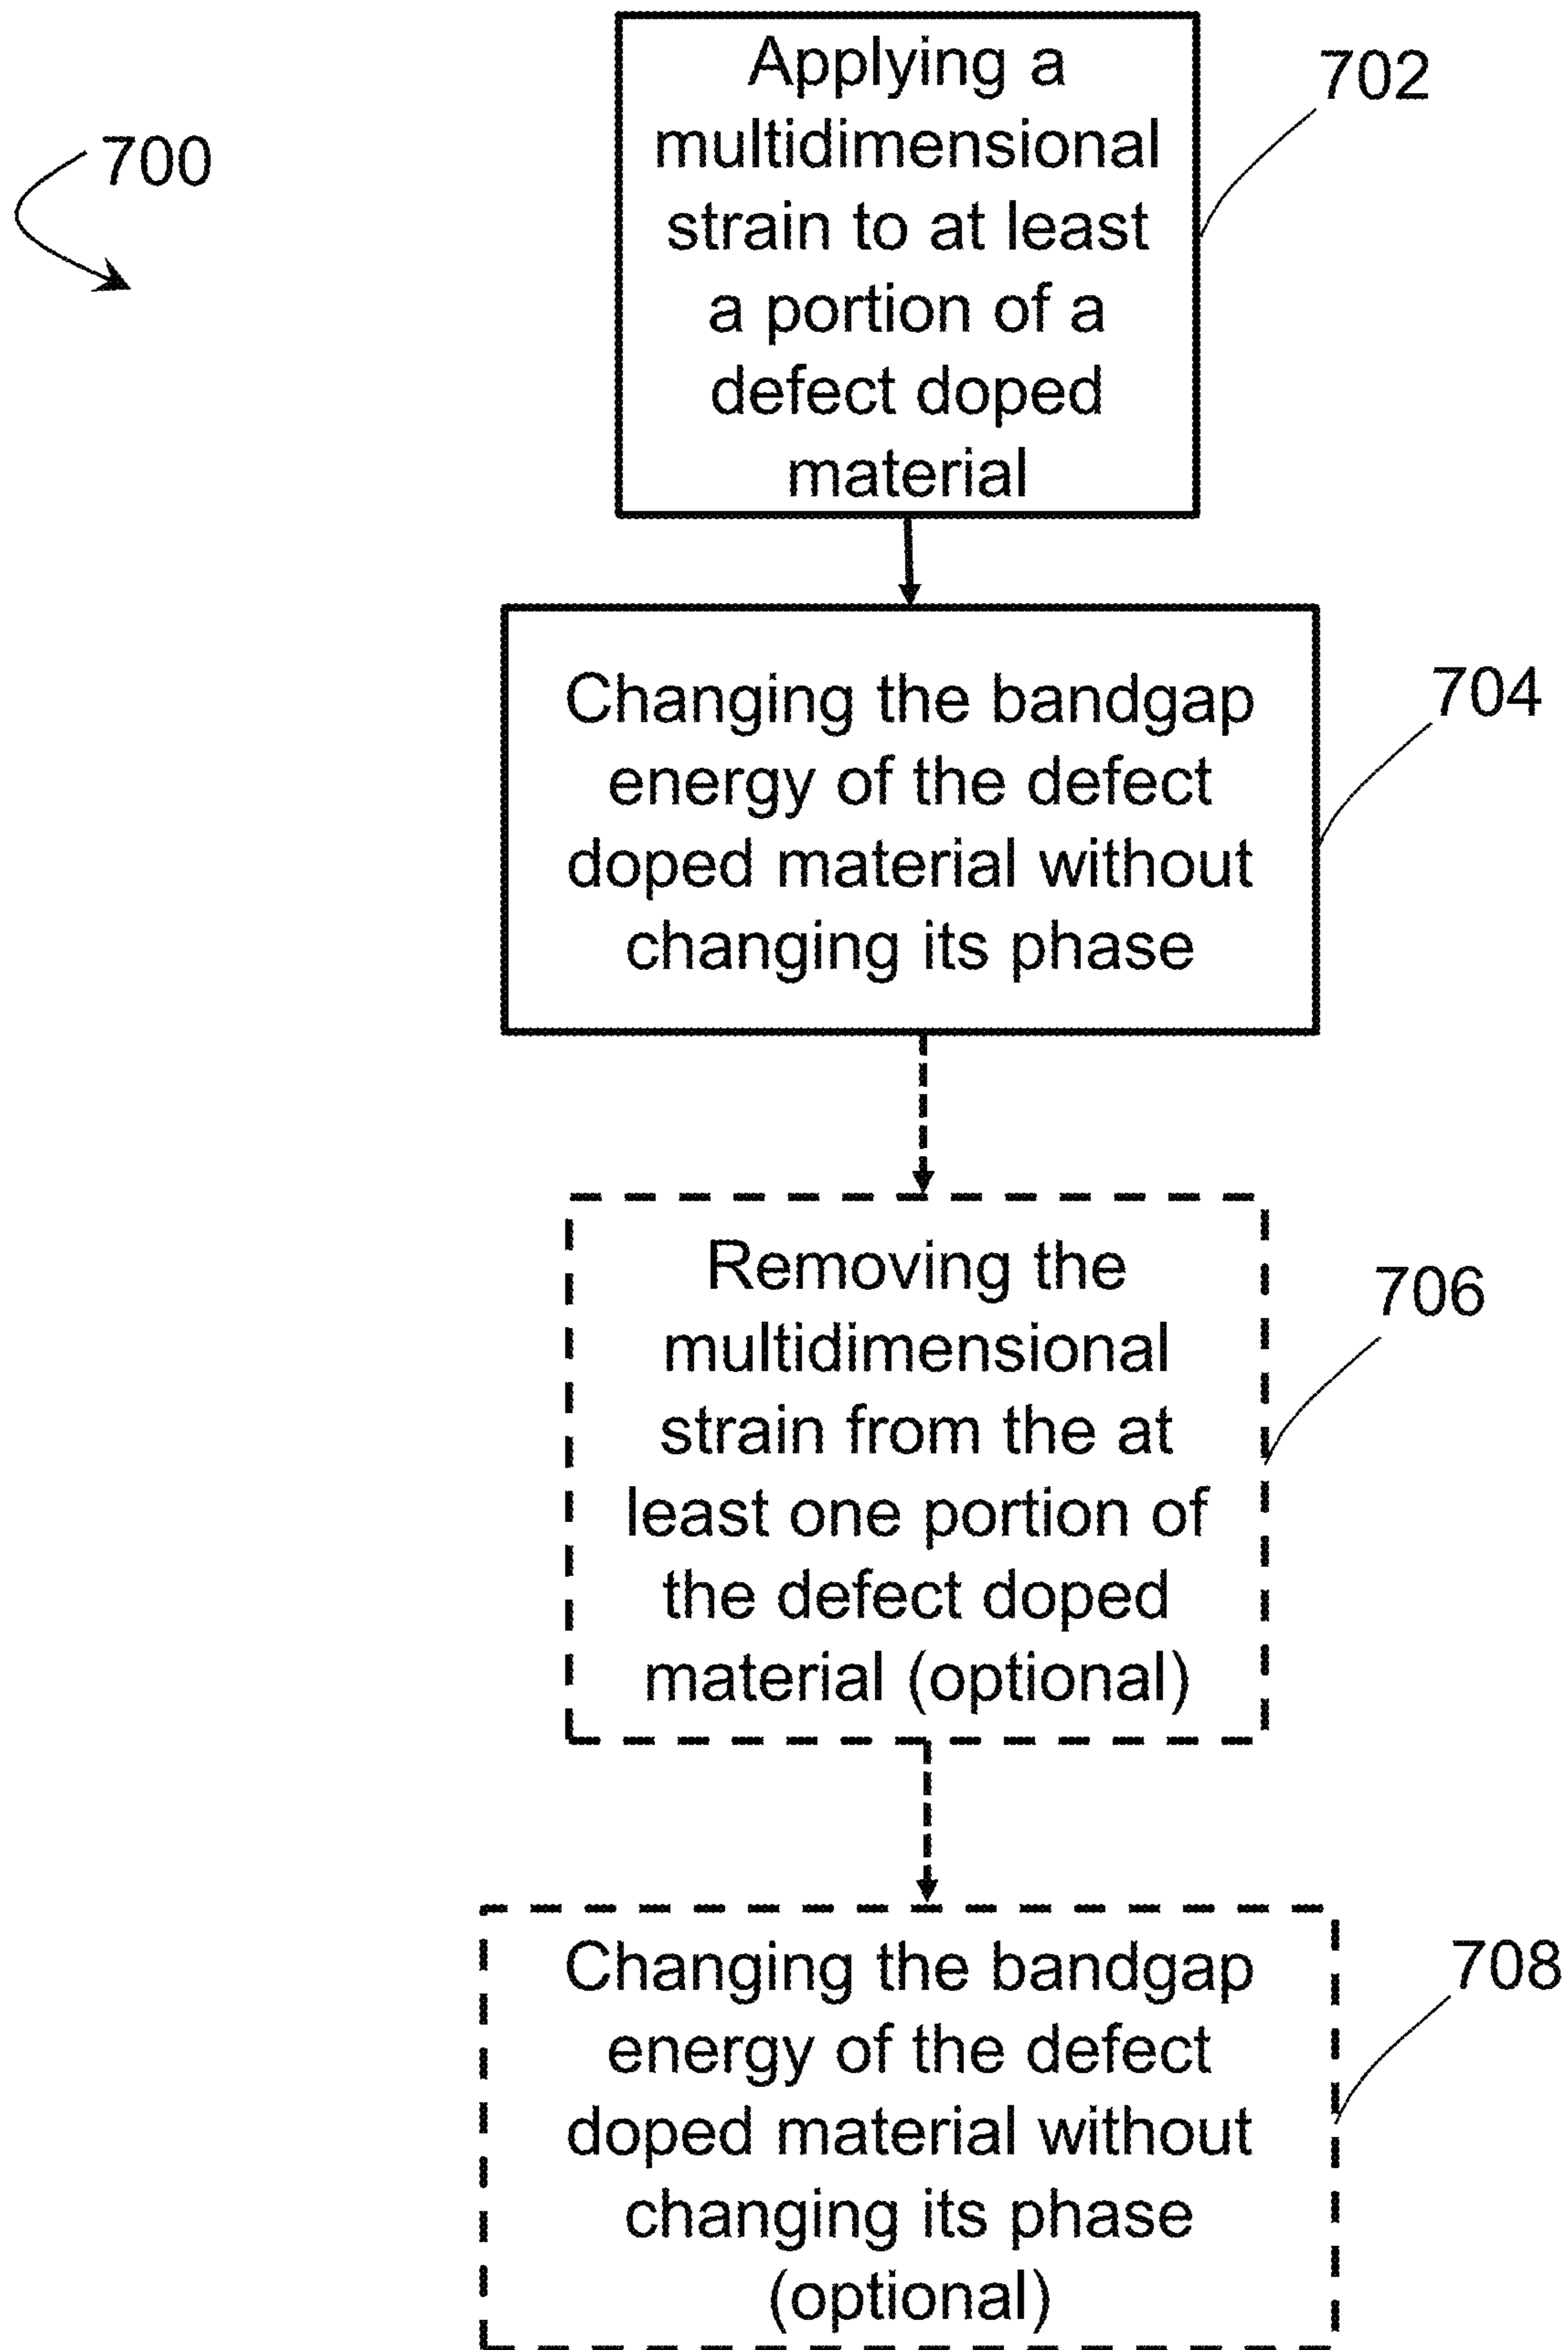 700
Applying a
multidimensional
strain to at least
a portion of a
defect doped
material
702
Changing the bandgap
energy of the defect
doped material without
changing its phase
704
Removing the
multidimensional
strain from the at
least one portion of
the defect doped
material (optional)
706
Changing the bandgap
energy of the defect
doped material without
changing its phase
(optional)
708